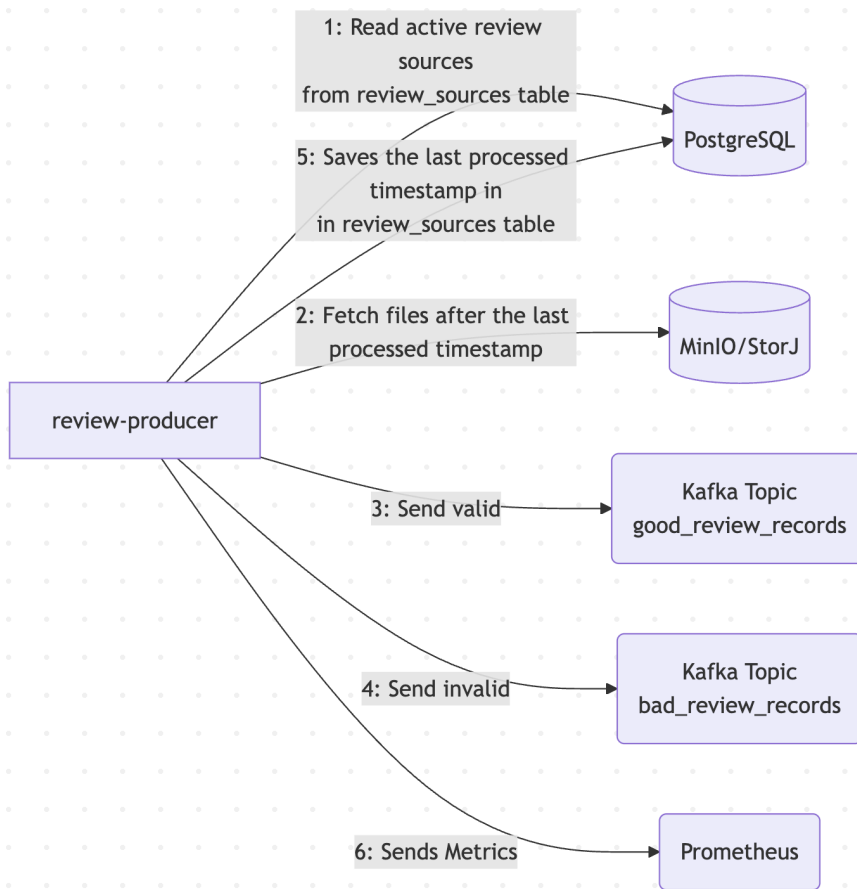 1: Read active review
sources
from review_sources table
PostgreSQL
5: Saves the last processed
timestamp in
in review_sources table
2: Fetch files after the last
processed timestamp
MinIO/StorJ
review-producer
Kafka Topic
good_review_records
3: Send valid
Kafka Topic
bad_review_records
4: Send invalid
6: Sends Metrics
Prometheus